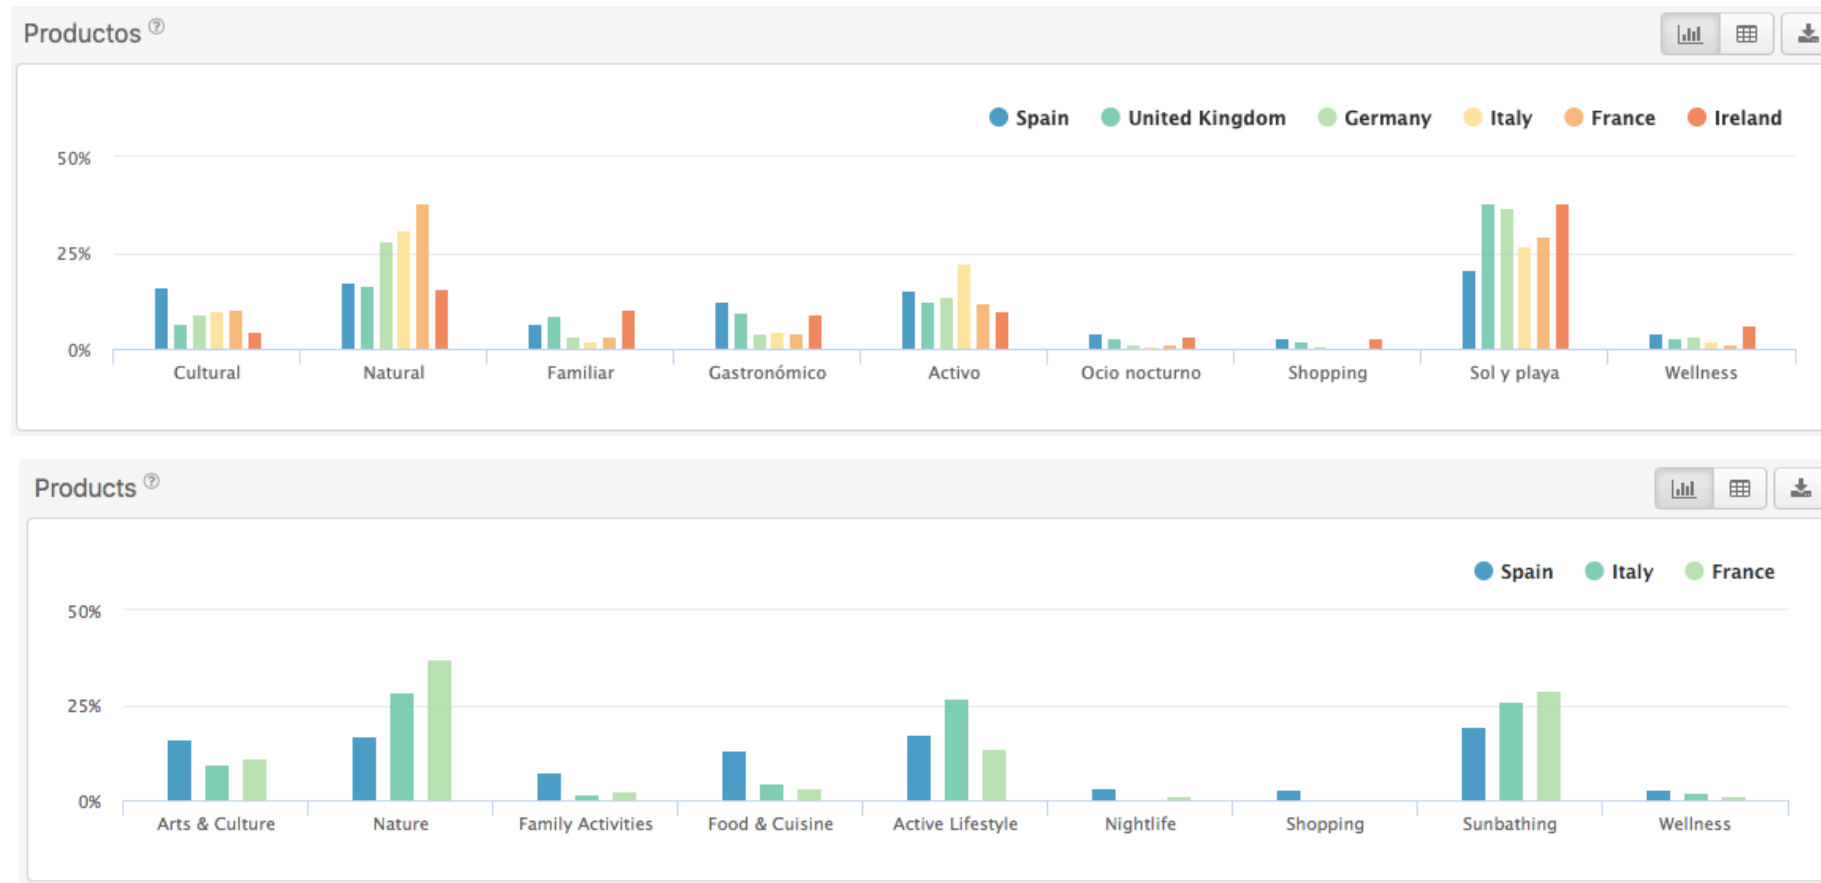 Productos ?
Spain United Kingdom Germany Italy France Ireland
50%
25%
0%
Cultural Natural Familiar Gastronómico Activo Ocio nocturno Shopping Sol y playa Wellness
Products ?
Spain Italy France
50%
25%
0%
Arts & Culture Nature Family Activities Food & Cuisine Active Lifestyle Nightlife Shopping Sunbathing Wellness